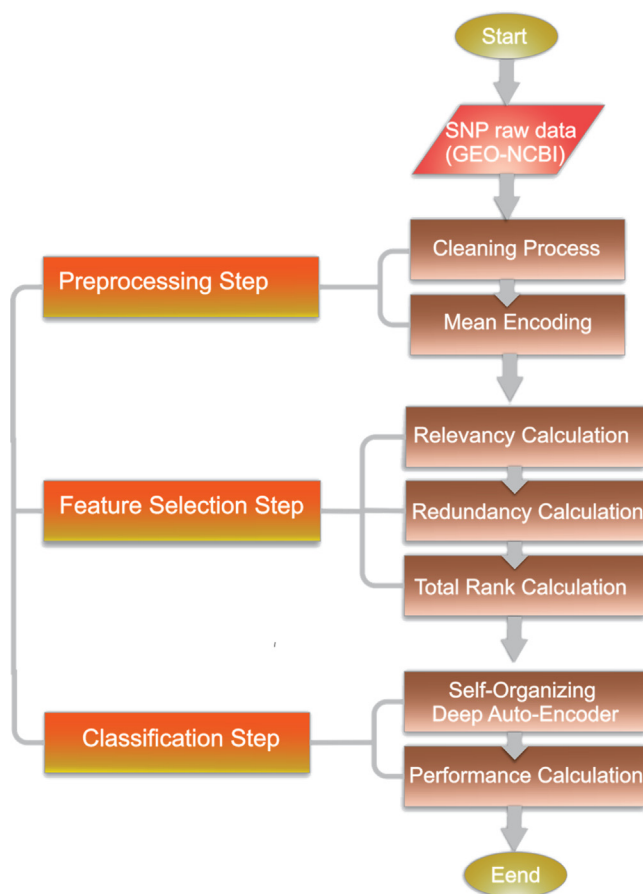 Start
SNP raw data
(GEO-NCBI)
Preprocessing Step
Cleaning Process
Mean Encoding
Feature Selection Step
Relevancy Calculation
Redundancy Calculation
Total Rank Calculation
Classification Step
Self-Organizing
Deep Auto-Encoder
Performance Calculation
Eend